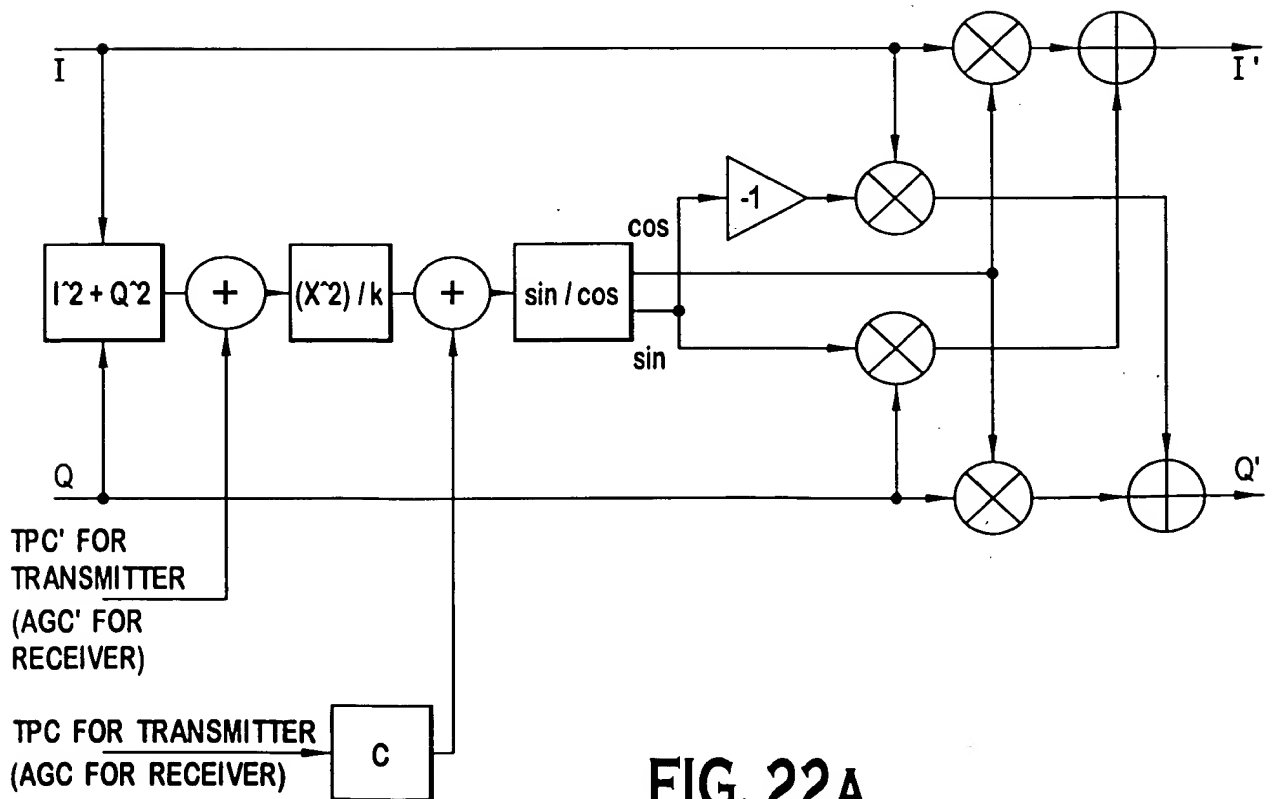 I
I'
-1
cos
I^2 + Q^2
+
(X^2) / k
+
sin / cos
sin
Q
Q'
TPC' FOR
TRANSMITTER
(AGC' FOR
RECEIVER)
TPC FOR TRANSMITTER
(AGC FOR RECEIVER)
C
FIG. 22A